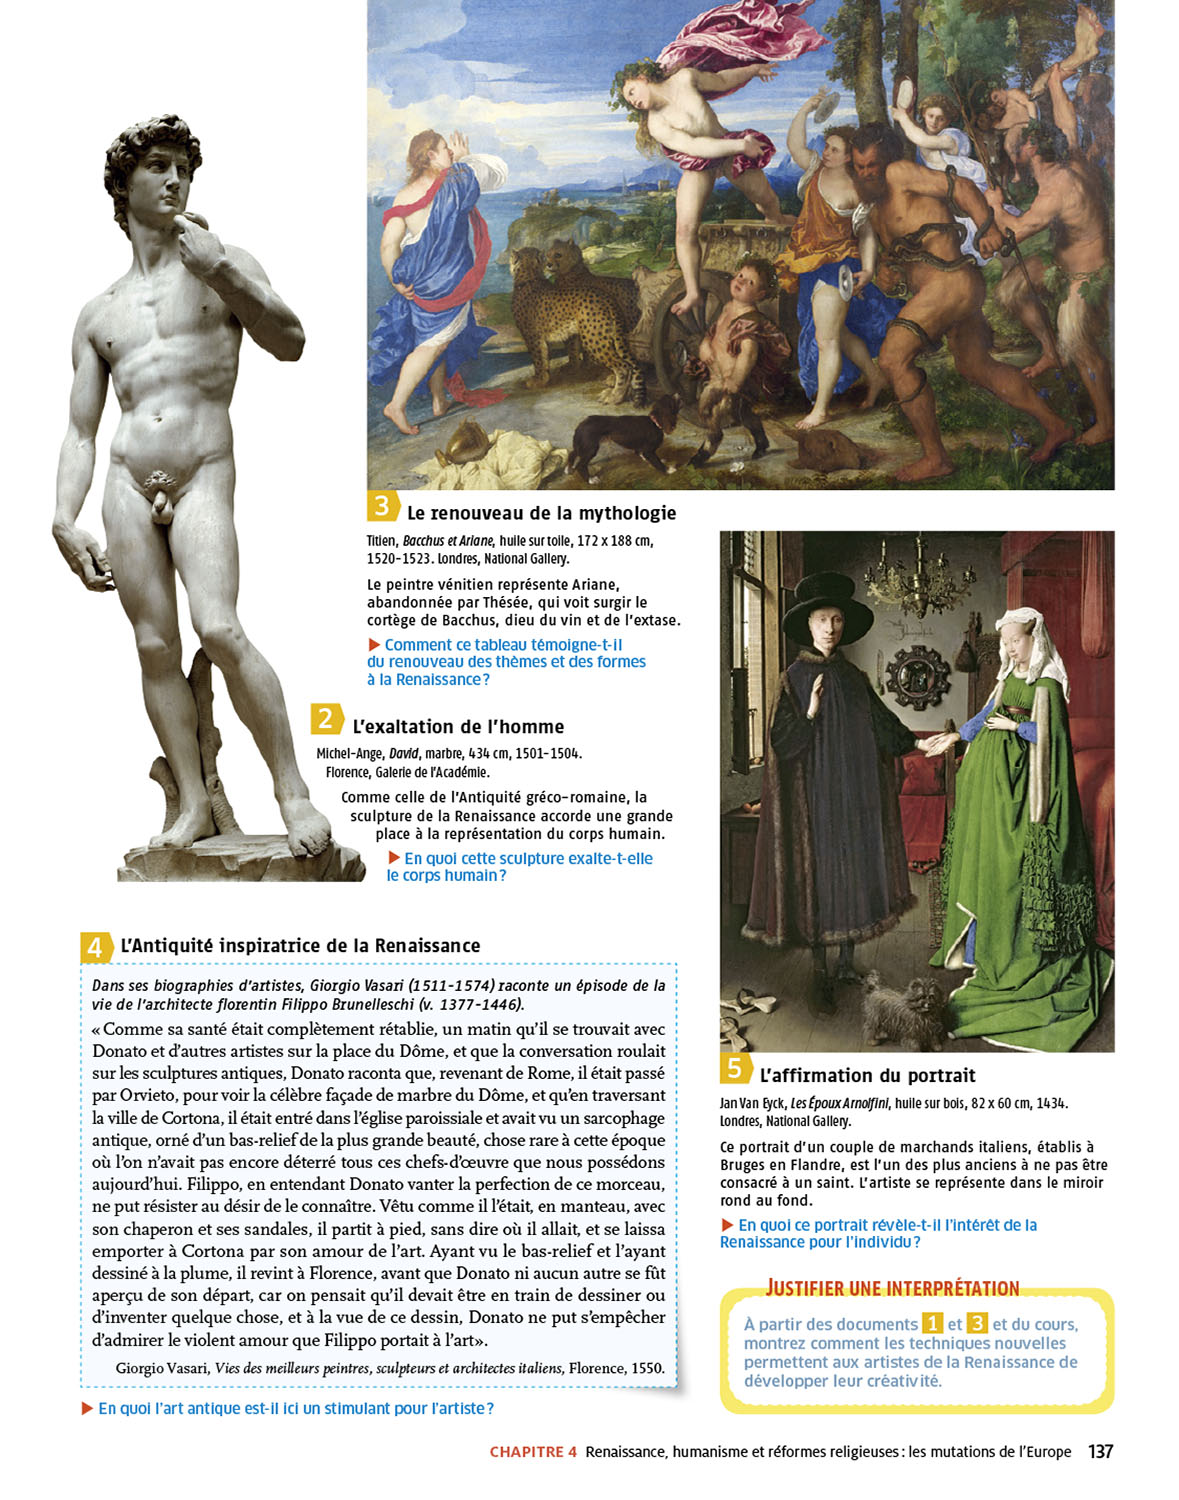 3 Le renouveau de la mythologie
Titien, Bacchus et Ariane, huile sur toile, 172 x 188 cm,
1520-1523. Londres, National Gallery.
Le peintre vénitien représente Ariane,
abandonnée par Thésée, qui voit surgir le
cortège de Bacchus, dieu du vin et de l'extase.
▶ Comment ce tableau témoigne-t-il
du renouveau des thèmes et des formes
à la Renaissance ?
2 L'exaltation de l'homme
Michel-Ange, David, marbre, 434 cm, 1501-1504.
Florence, Galerie de l'Académie.
Comme celle de l'Antiquité gréco-romaine, la
sculpture de la Renaissance accorde une grande
place à la représentation du corps humain.
▶ En quoi cette sculpture exalte-t-elle
le corps humain ?
4 L'Antiquité inspiratrice de la Renaissance
Dans ses biographies d'artistes, Giorgio Vasari (1511-1574) raconte un épisode de la
vie de l'architecte florentin Filippo Brunelleschi (v. 1377-1446).
« Comme sa santé était complètement rétablie, un matin qu'il se trouvait avec
Donato et d'autres artistes sur la place du Dôme, et que la conversation roulait
sur les sculptures antiques, Donato raconta que, revenant de Rome, il était passé
par Orvieto, pour voir la célèbre façade de marbre du Dôme, et qu'en traversant
la ville de Cortona, il était entré dans l'église paroissiale et avait vu un sarcophage
antique, orné d'un bas-relief de la plus grande beauté, chose rare à cette époque
où l'on n'avait pas encore déterré tous ces chefs-d'œuvre que nous possédons
aujourd'hui. Filippo, en entendant Donato vanter la perfection de ce morceau,
ne put résister au désir de le connaître. Vêtu comme il l'était, en manteau, avec
son chaperon et ses sandales, il partit à pied, sans dire où il allait, et se laissa
emporter à Cortona par son amour de l'art. Ayant vu le bas-relief et l'ayant
dessiné à la plume, il revint à Florence, avant que Donato ni aucun autre se fût
aperçu de son départ, car on pensait qu'il devait être en train de dessiner ou
d'inventer quelque chose, et à la vue de ce dessin, Donato ne put s'empêcher
d'admirer le violent amour que Filippo portait à l'art».
Giorgio Vasari, Vies des meilleurs peintres, sculpteurs et architectes italiens, Florence, 1550.
▶ En quoi l'art antique est-il ici un stimulant pour l'artiste ?
5 L'affirmation du portrait
Jan Van Eyck, Les Époux Arnolfini, huile sur bois, 82 x 60 cm, 1434.
Londres, National Gallery.
Ce portrait d'un couple de marchands italiens, établis à
Bruges en Flandre, est l'un des plus anciens à ne pas être
consacré à un saint. L'artiste se représente dans le miroir
rond au fond.
▶ En quoi ce portrait révèle-t-il l'intérêt de la
Renaissance pour l'individu ?
JUSTIFIER UNE INTERPRÉTATION
À partir des documents 1 et 3 et du cours,
montrez comment les techniques nouvelles
permettent aux artistes de la Renaissance de
développer leur créativité.
CHAPITRE 4 Renaissance, humanisme et réformes religieuses : les mutations de l'Europe 137